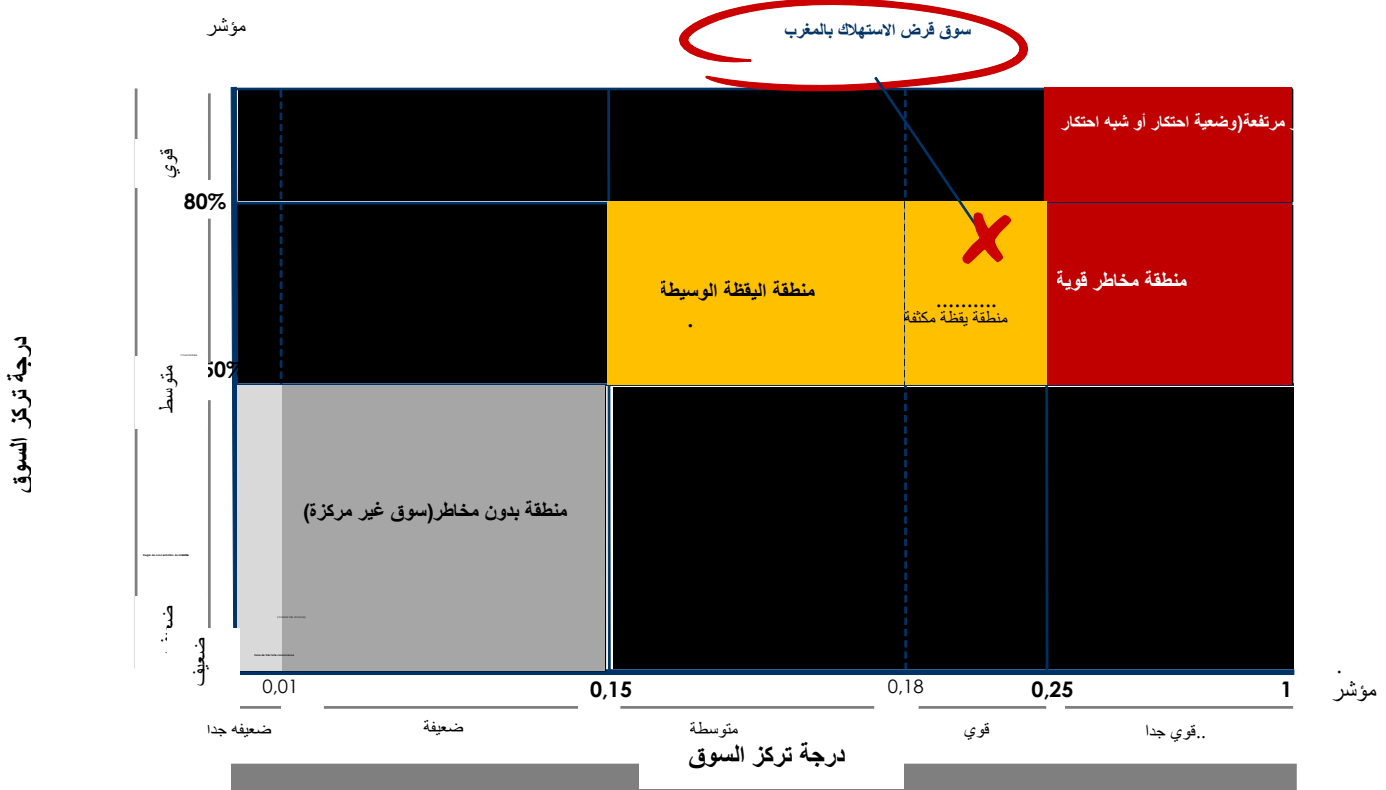 مؤشر
سوق قرض الاستهلاك بالمغرب
مرتفعة(وضعية احتكار أو شبه احتكار
قوي
80%
منطقة اليقظة الوسيطة
.
..........
منطقة يقظة مكثفة
منطقة مخاطر قوية
متوسط
50%
درجة تركز السوق
منطقة بدون مخاطر(سوق غير مركزة)
ضعيف
0,01
0,15
0,18
0,25
1
مؤشر
ضعيفه جدا
ضعيفة
متوسطة
قوي
قوي جدا..
درجة تركز السوق